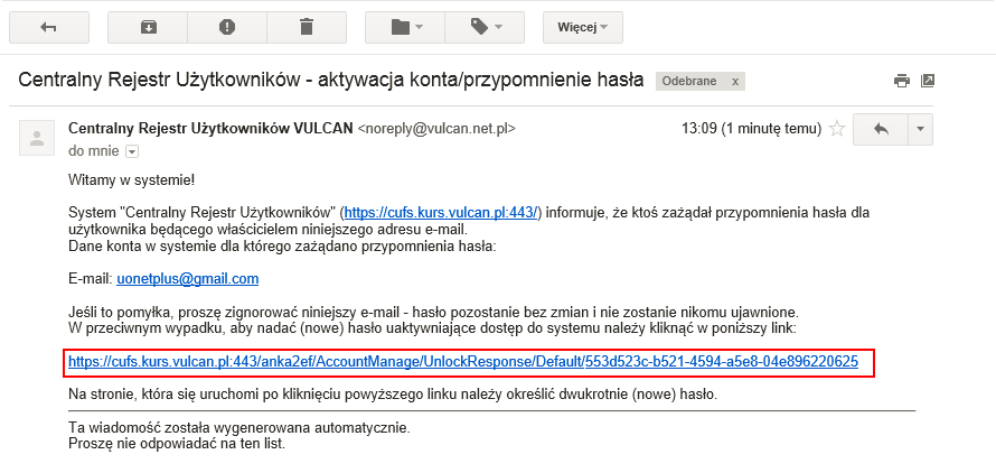 Więcej
Centralny Rejestr Użytkowników - aktywacja konta/przypomnienie hasła Odebrane x
Centralny Rejestr Użytkowników VULCAN <noreply@vulcan.net.pl> 13:09 (1 minutę temu)
do mnie
Witamy w systemie!
System "Centralny Rejestr Użytkowników" (https://cufs.kurs.vulcan.pl:443/) informuje, że ktoś zażądał przypomnienia hasła dla
użytkownika będącego właścicielem niniejszego adresu e-mail.
Dane konta w systemie dla którego zażądano przypomnienia hasła:
E-mail: uonetplus@gmail.com
Jeśli to pomyłka, proszę zignorować niniejszy e-mail - hasło pozostanie bez zmian i nie zostanie nikomu ujawnione.
W przeciwnym wypadku, aby nadać (nowe) hasło uaktywniające dostęp do systemu należy kliknąć w poniższy link:
https://cufs.kurs.vulcan.pl:443/anka2ef/AccountManage/UnlockResponse/Default/553d523c-b521-4594-a5e8-04e896220625
Na stronie, która się uruchomi po kliknięciu powyższego linku należy określić dwukrotnie (nowe) hasło.
Ta wiadomość została wygenerowana automatycznie.
Proszę nie odpowiadać na ten list.